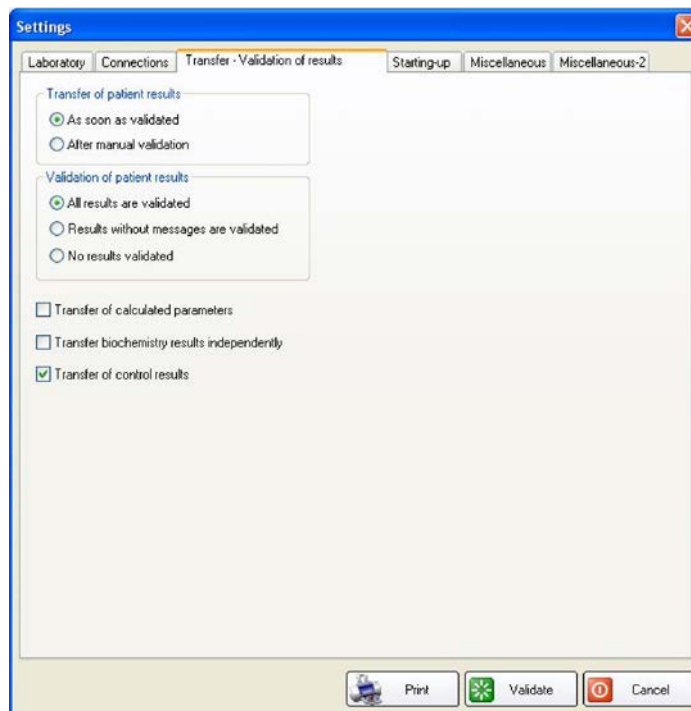 Settings
Laboratory Connections Transfer - Validation of results Starting-up Miscellaneous Miscellaneous-2
Transfer of patient results
As soon as validated
After manual validation
Validation of patient results
All results are validated
Results without messages are validated
No results validated
Transfer of calculated parameters
Transfer biochemistry results independently
Transfer of control results
Print Validate Cancel